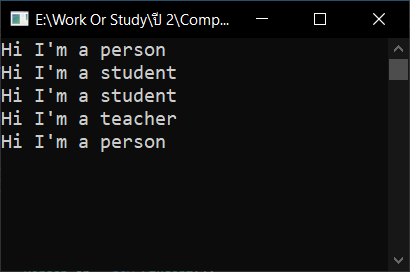 E:\Work Or Study\ปี 2\Comp...
Hi I'm a person
Hi I'm a student
Hi I'm a student
Hi I'm a teacher
Hi I'm a person